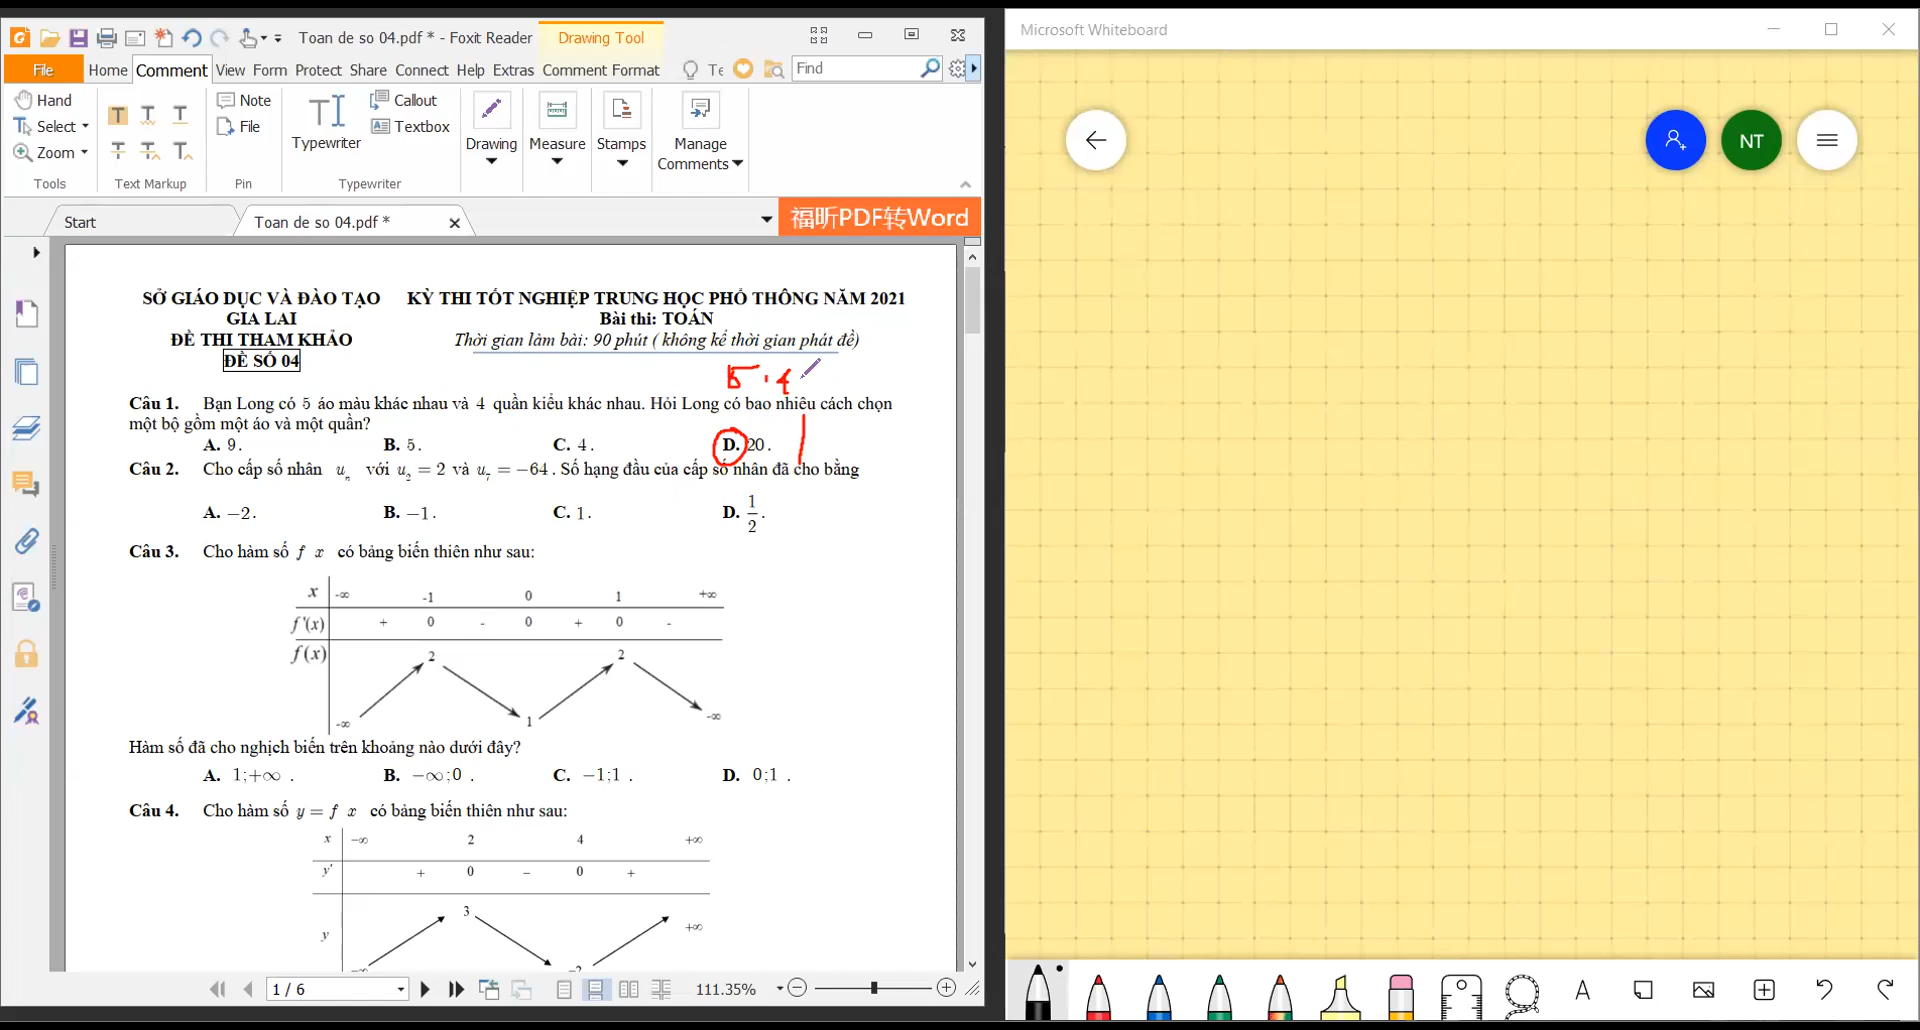 Toan de so 04.pdf * - Foxit Reader
Drawing Tool
Microsoft Whiteboard
File
Home
Comment
View
Form
Protect
Share
Connect
Help
Extras
Comment Format
Te
Find
Hand
Select
Zoom
Tools
Text Markup
Note
File
Pin
Typewriter
Callout
Textbox
Typewriter
Drawing
Measure
Stamps
Manage
Comments
Start
Toan de so 04.pdf *
福昕PDF转Word
NT
SỞ GIÁO DỤC VÀ ĐÀO TẠO
GIA LAI
ĐỀ THI THAM KHẢO
ĐỀ SỐ 04
KỲ THI TỐT NGHIỆP TRUNG HỌC PHỔ THÔNG NĂM 2021
Bài thi: TOÁN
Thời gian làm bài: 90 phút ( không kể thời gian phát đề)
5 . 4
Câu 1. Bạn Long có 5 áo màu khác nhau và 4 quần kiểu khác nhau. Hỏi Long có bao nhiêu cách chọn
một bộ gồm một áo và một quần?
A. 9. B. 5. C. 4. D. 20.
Câu 2. Cho cấp số nhân uₙ với u₂ = 2 và u₇ = −64. Số hạng đầu của cấp số nhân đã cho bằng
A. −2. B. −1. C. 1. D. 1/2.
Câu 3. Cho hàm số f x có bảng biến thiên như sau:
x -∞ -1 0 1 +∞
f'(x) + 0 - 0 + 0 -
f(x) 2 2
-∞ 1 -∞
Hàm số đã cho nghịch biến trên khoảng nào dưới đây?
A. 1;+∞ . B. −∞;0 . C. −1;1 . D. 0;1 .
Câu 4. Cho hàm số y = f x có bảng biến thiên như sau:
x −∞ 2 4 +∞
y' + 0 − 0 +
3
y +∞
−∞ −2
1 / 6
111.35%
A